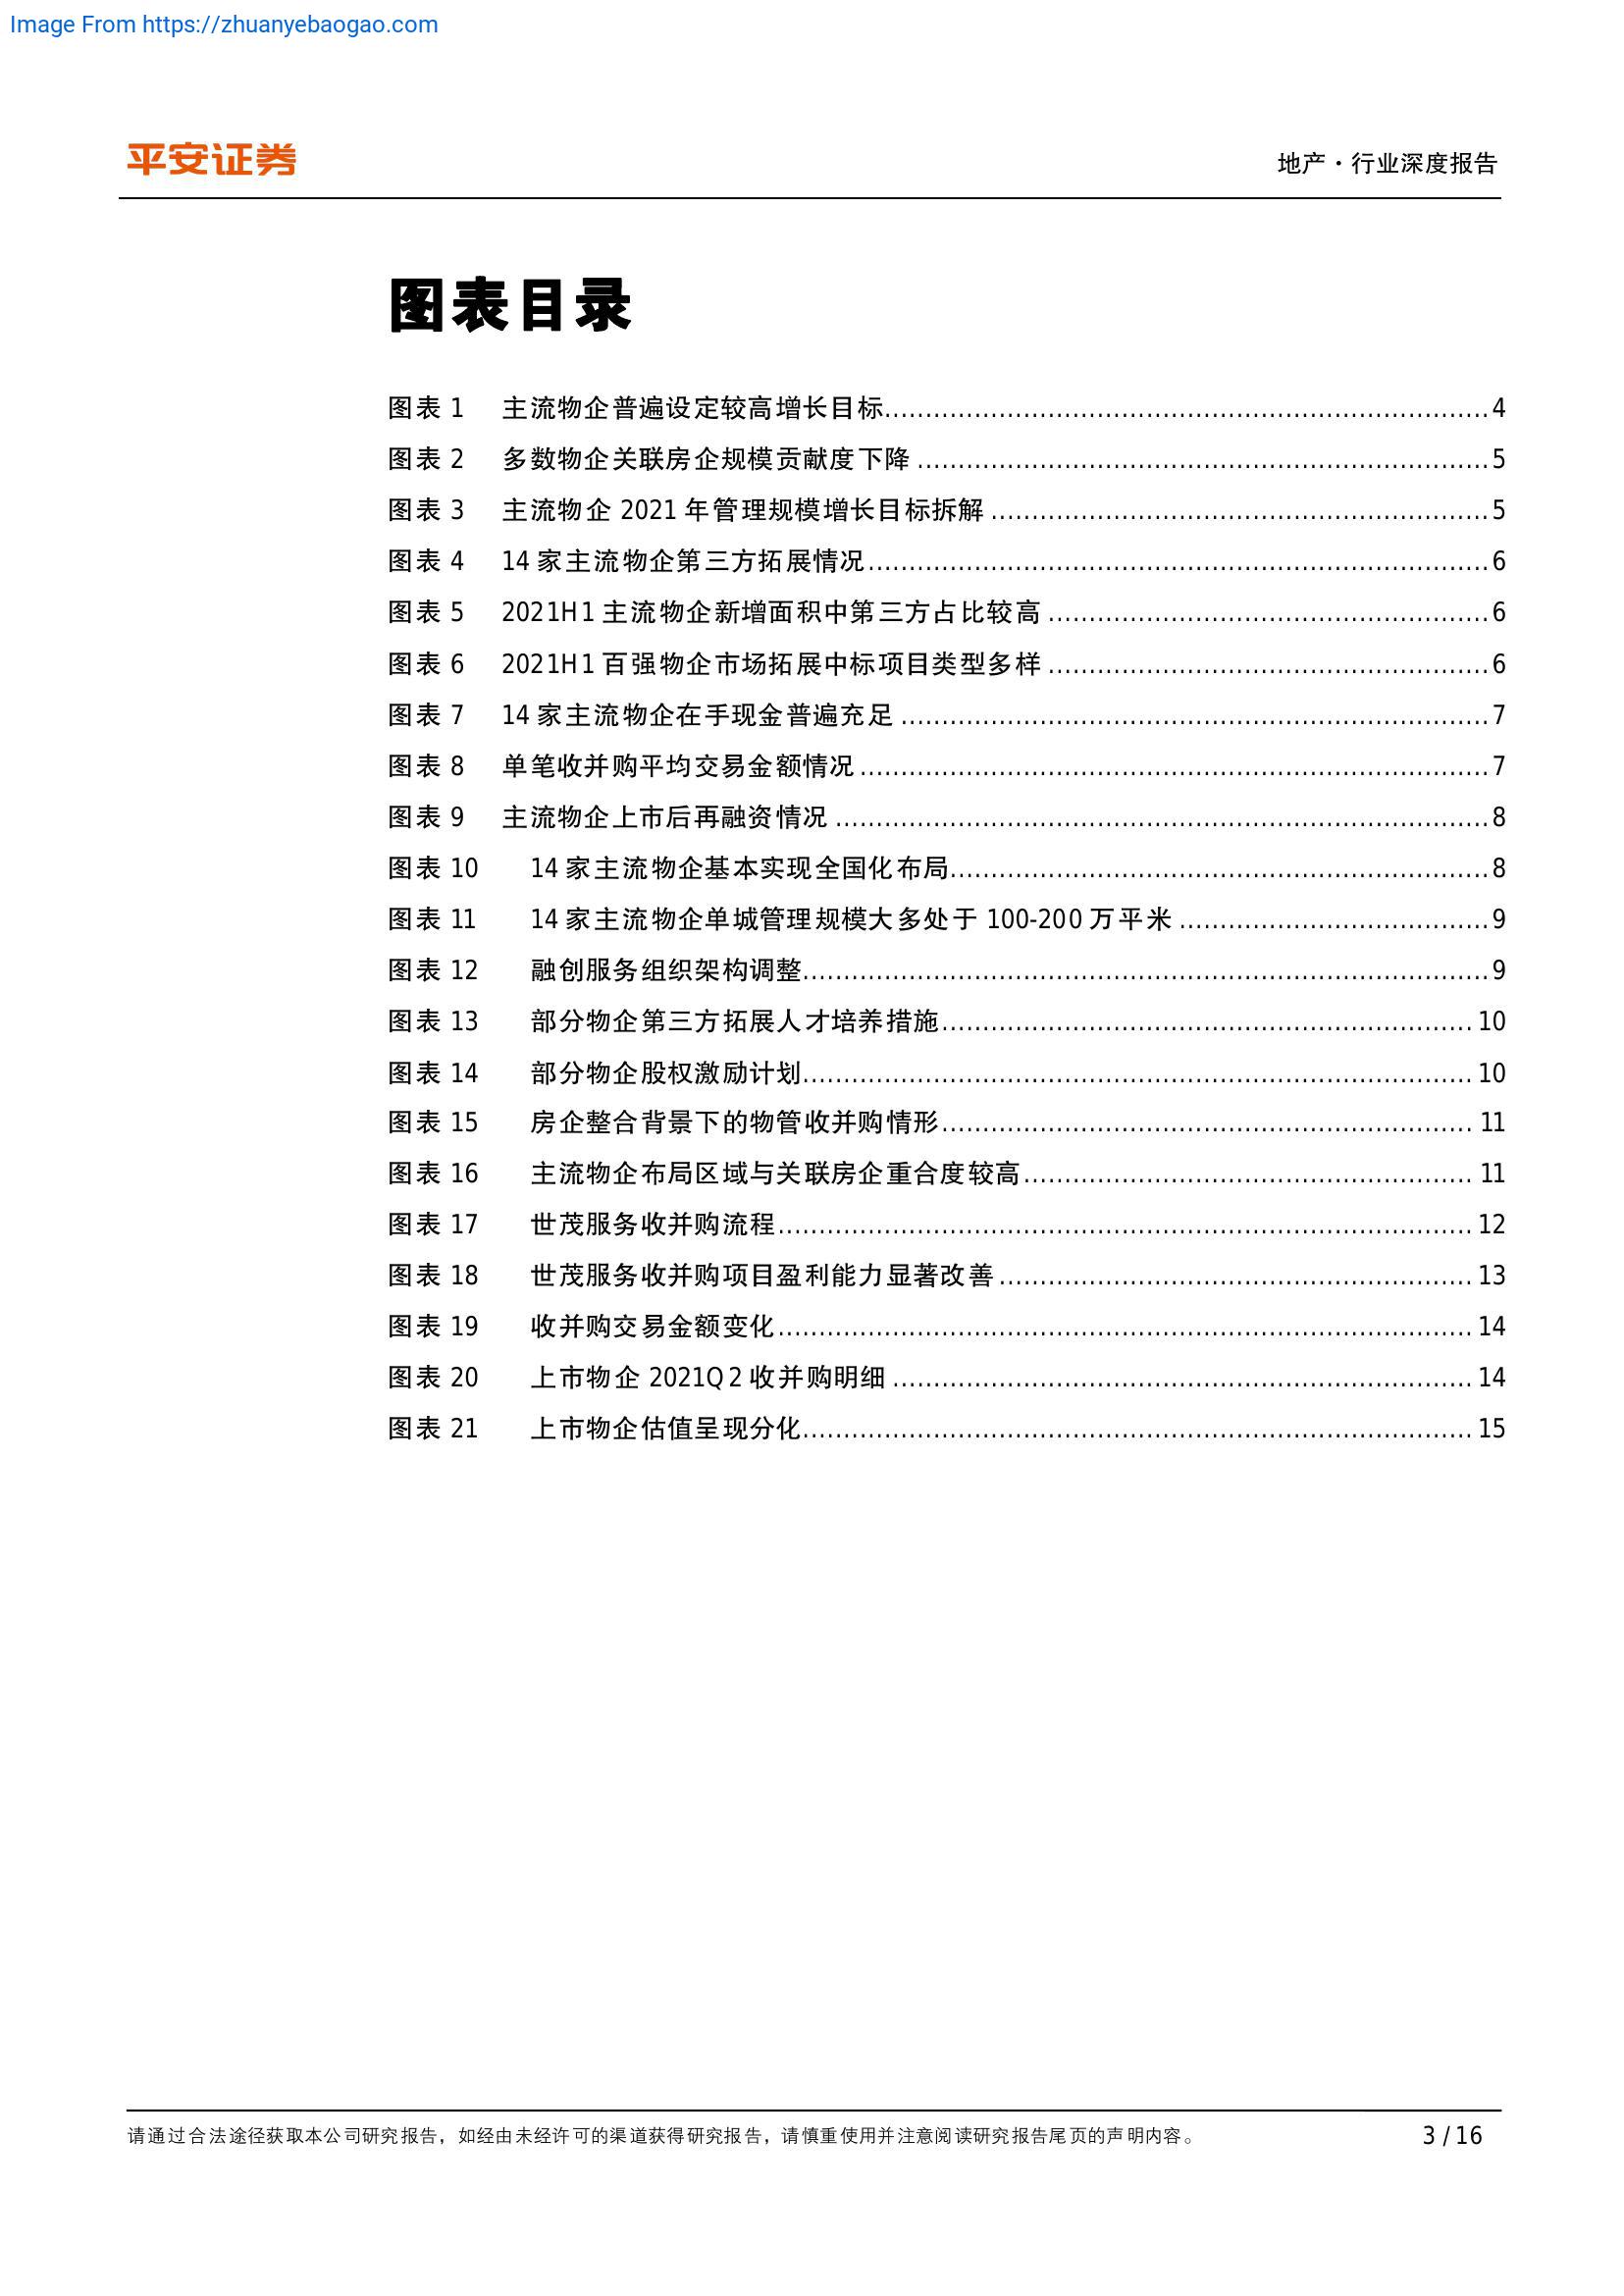 Image From https://zhuanyebaogao.com
平安证券
地产·行业深度报告
图表目录
图表 1 主流物企普遍设定较高增长目标 4
图表 2 多数物企关联房企规模贡献度下降 5
图表 3 主流物企 2021 年管理规模增长目标拆解 5
图表 4 14 家主流物企第三方拓展情况 6
图表 5 2021H1 主流物企新增面积中第三方占比较高 6
图表 6 2021H1 百强物企市场拓展中标项目类型多样 6
图表 7 14 家主流物企在手现金普遍充足 7
图表 8 单笔收并购平均交易金额情况 7
图表 9 主流物企上市后再融资情况 8
图表 10 14 家主流物企基本实现全国化布局 8
图表 11 14 家主流物企单城管理规模大多处于 100-200 万平米 9
图表 12 融创服务组织架构调整 9
图表 13 部分物企第三方拓展人才培养措施 10
图表 14 部分物企股权激励计划 10
图表 15 房企整合背景下的物管收并购情形 11
图表 16 主流物企布局区域与关联房企重合度较高 11
图表 17 世茂服务收并购流程 12
图表 18 世茂服务收并购项目盈利能力显著改善 13
图表 19 收并购交易金额变化 14
图表 20 上市物企 2021Q2 收并购明细 14
图表 21 上市物企估值呈现分化 15
请通过合法途径获取本公司研究报告，如经由未经许可的渠道获得研究报告，请慎重使用并注意阅读研究报告尾页的声明内容。 3 / 16